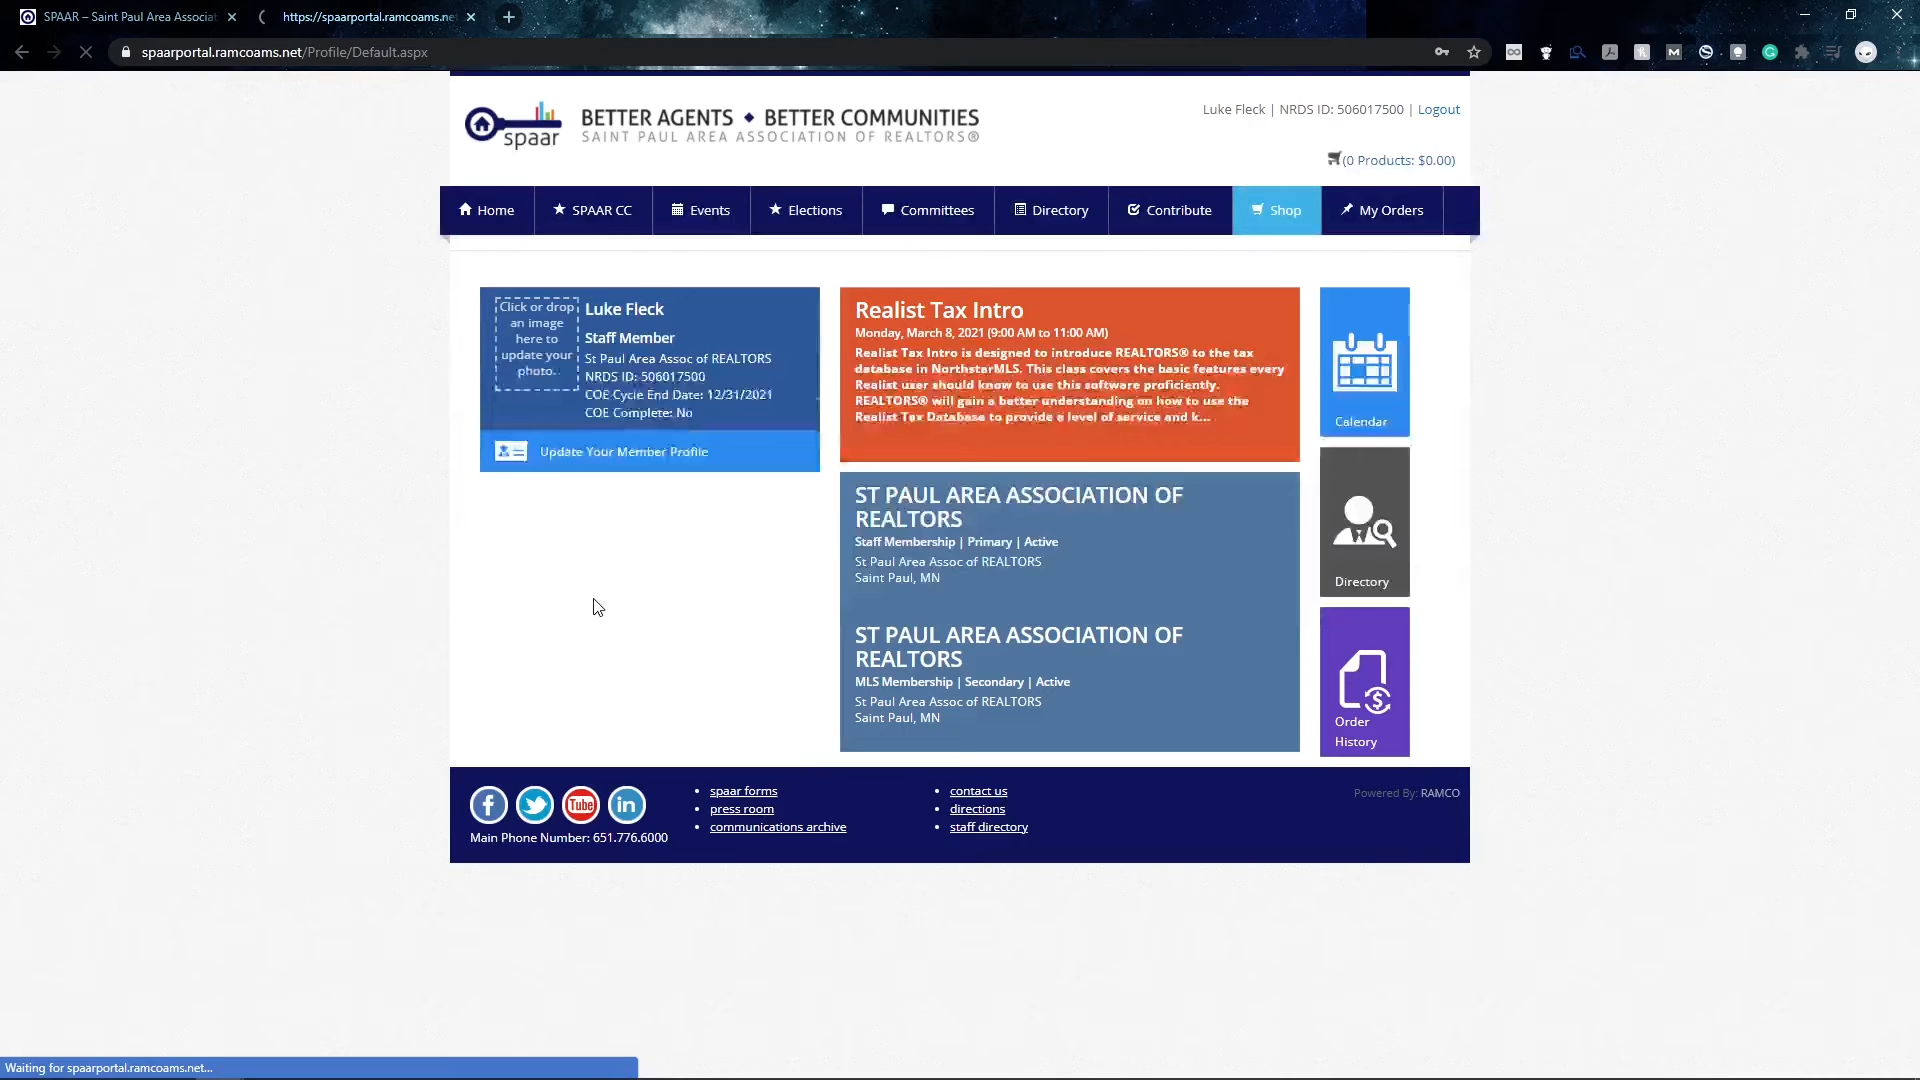 SPAAR – Saint Paul Area Associat
https://spaarportal.ramcoams.ne
spaarportal.ramcoams.net/Profile/Default.aspx
spaar
BETTER AGENTS ◆ BETTER COMMUNITIES
SAINT PAUL AREA ASSOCIATION OF REALTORS®
Luke Fleck | NRDS ID: 506017500 | Logout
(0 Products: $0.00)
Home
SPAAR CC
Events
Elections
Committees
Directory
Contribute
Shop
My Orders
Click or drop
an image
here to
update your
photo.
Luke Fleck
Staff Member
St Paul Area Assoc of REALTORS
NRDS ID: 506017500
COE Cycle End Date: 12/31/2021
COE Complete: No
Update Your Member Profile
Realist Tax Intro
Monday, March 8, 2021 (9:00 AM to 11:00 AM)
Realist Tax Intro is designed to introduce REALTORS® to the tax
database in NorthstarMLS. This class covers the basic features every
Realist user should know to use this software proficiently.
REALTORS® will gain a better understanding on how to use the
Realist Tax Database to provide a level of service and k...
ST PAUL AREA ASSOCIATION OF
REALTORS
Staff Membership | Primary | Active
St Paul Area Assoc of REALTORS
Saint Paul, MN
ST PAUL AREA ASSOCIATION OF
REALTORS
MLS Membership | Secondary | Active
St Paul Area Assoc of REALTORS
Saint Paul, MN
Calendar
Directory
Order
History
f
Tube
in
Main Phone Number: 651.776.6000
spaar forms
press room
communications archive
contact us
directions
staff directory
Powered By: RAMCO
Waiting for spaarportal.ramcoams.net...